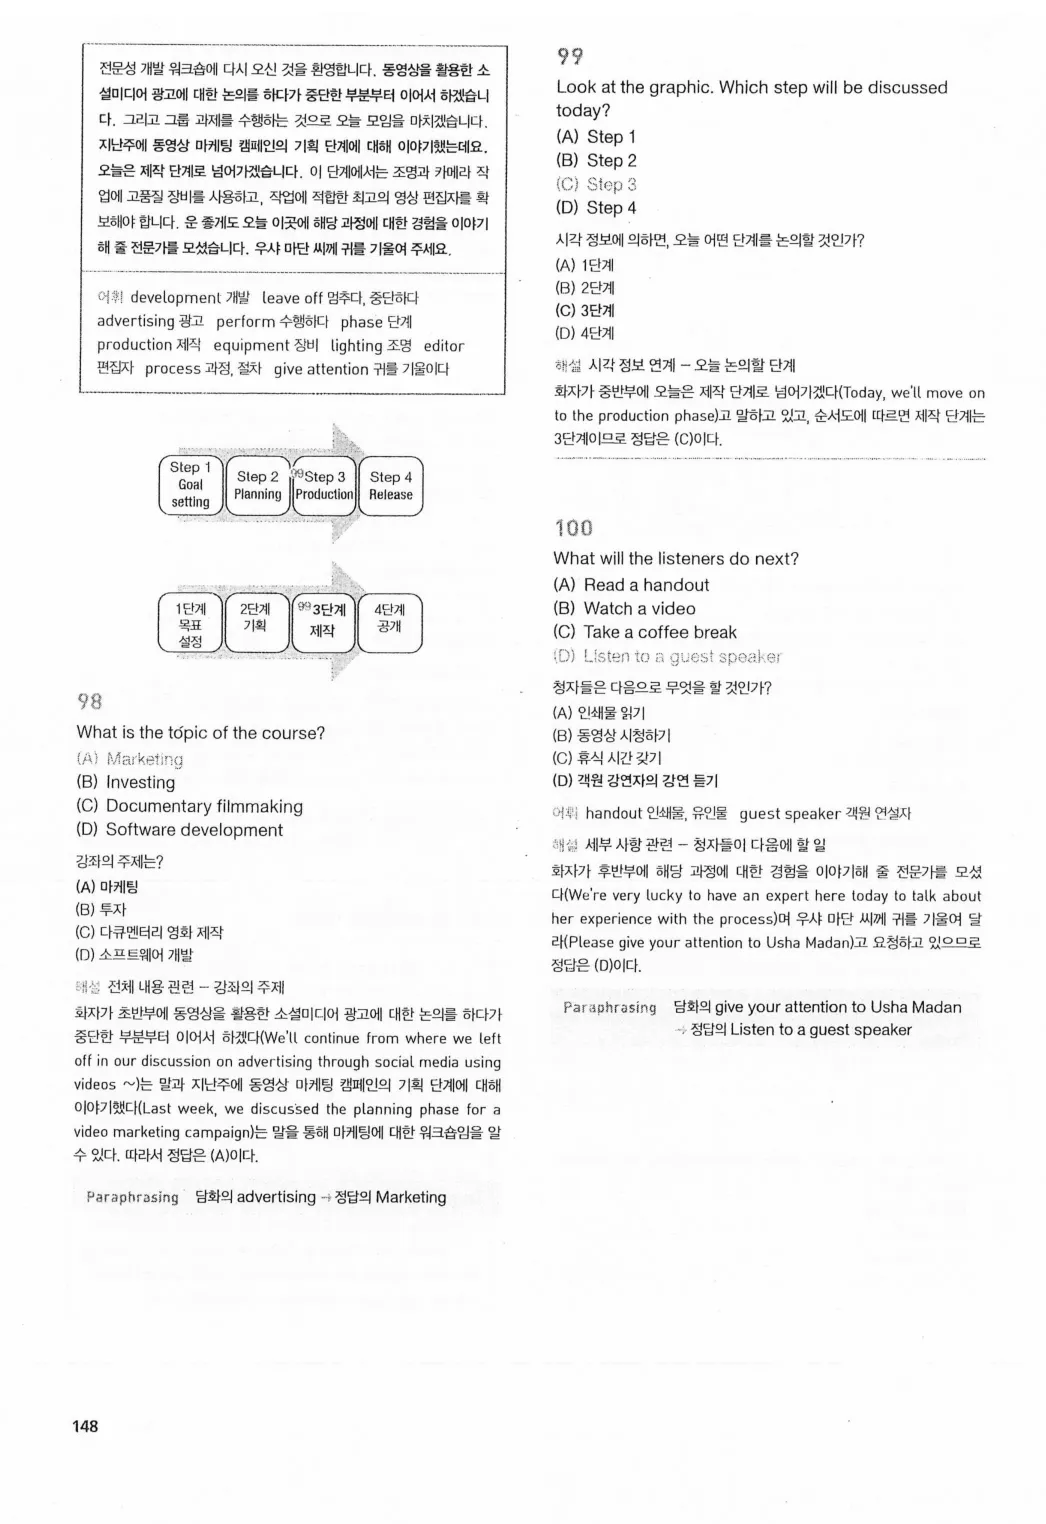 전문성 개발 워크숍에 다시 오신 것을 환영합니다. 동영상을 활용한 소
셜미디어 광고에 대한 논의를 하다가 중단한 부분부터 이어서 하겠습니
다. 그리고 그룹 과제를 수행하는 것으로 오늘 모임을 마치겠습니다.
지난주에 동영상 마케팅 캠페인의 기획 단계에 대해 이야기했는데요.
오늘은 제작 단계로 넘어가겠습니다. 이 단계에서는 조명과 카메라 작
업에 고품질 장비를 사용하고, 작업에 적합한 최고의 영상 편집자를 확
보해야 합니다. 운 좋게도 오늘 이곳에 해당 과정에 대한 경험을 이야기
해 줄 전문가를 모셨습니다. 우샤 마단 씨께 귀를 기울여 주세요.
어휘 development 개발 leave off 멈추다, 중단하다
advertising 광고 perform 수행하다 phase 단계
production 제작 equipment 장비 lighting 조명 editor
편집자 process 과정, 절차 give attention 귀를 기울이다
Step 1
Goal
setting
Step 2
Planning
99 Step 3
Production
Step 4
Release
1단계
목표
설정
2단계
기획
99 3단계
제작
4단계
공개
98
What is the topic of the course?
(A) Marketing
(B) Investing
(C) Documentary filmmaking
(D) Software development
강좌의 주제는?
(A) 마케팅
(B) 투자
(C) 다큐멘터리 영화 제작
(D) 소프트웨어 개발
해설 전체 내용 관련 – 강좌의 주제
화자가 초반부에 동영상을 활용한 소셜미디어 광고에 대한 논의를 하다가
중단한 부분부터 이어서 하겠다(We'll continue from where we left
off in our discussion on advertising through social media using
videos ~)는 말과 지난주에 동영상 마케팅 캠페인의 기획 단계에 대해
이야기했다(Last week, we discussed the planning phase for a
video marketing campaign)는 말을 통해 마케팅에 대한 워크숍임을 알
수 있다. 따라서 정답은 (A)이다.
Paraphrasing 담화의 advertising → 정답의 Marketing
99
Look at the graphic. Which step will be discussed
today?
(A) Step 1
(B) Step 2
(C) Step 3
(D) Step 4
시각 정보에 의하면, 오늘 어떤 단계를 논의할 것인가?
(A) 1단계
(B) 2단계
(C) 3단계
(D) 4단계
해설 시각 정보 연계 – 오늘 논의할 단계
화자가 중반부에 오늘은 제작 단계로 넘어가겠다(Today, we'll move on
to the production phase)고 말하고 있고, 순서도에 따르면 제작 단계는
3단계이므로 정답은 (C)이다.
100
What will the listeners do next?
(A) Read a handout
(B) Watch a video
(C) Take a coffee break
(D) Listen to a guest speaker
청자들은 다음으로 무엇을 할 것인가?
(A) 인쇄물 읽기
(B) 동영상 시청하기
(C) 휴식 시간 갖기
(D) 객원 강연자의 강연 듣기
어휘 handout 인쇄물, 유인물 guest speaker 객원 연설자
해설 세부 사항 관련 – 청자들이 다음에 할 일
화자가 후반부에 해당 과정에 대한 경험을 이야기해 줄 전문가를 모셨
다(We're very lucky to have an expert here today to talk about
her experience with the process)며 우샤 마단 씨께 귀를 기울여 달
라(Please give your attention to Usha Madan)고 요청하고 있으므로
정답은 (D)이다.
Paraphrasing 담화의 give your attention to Usha Madan
→ 정답의 Listen to a guest speaker
148